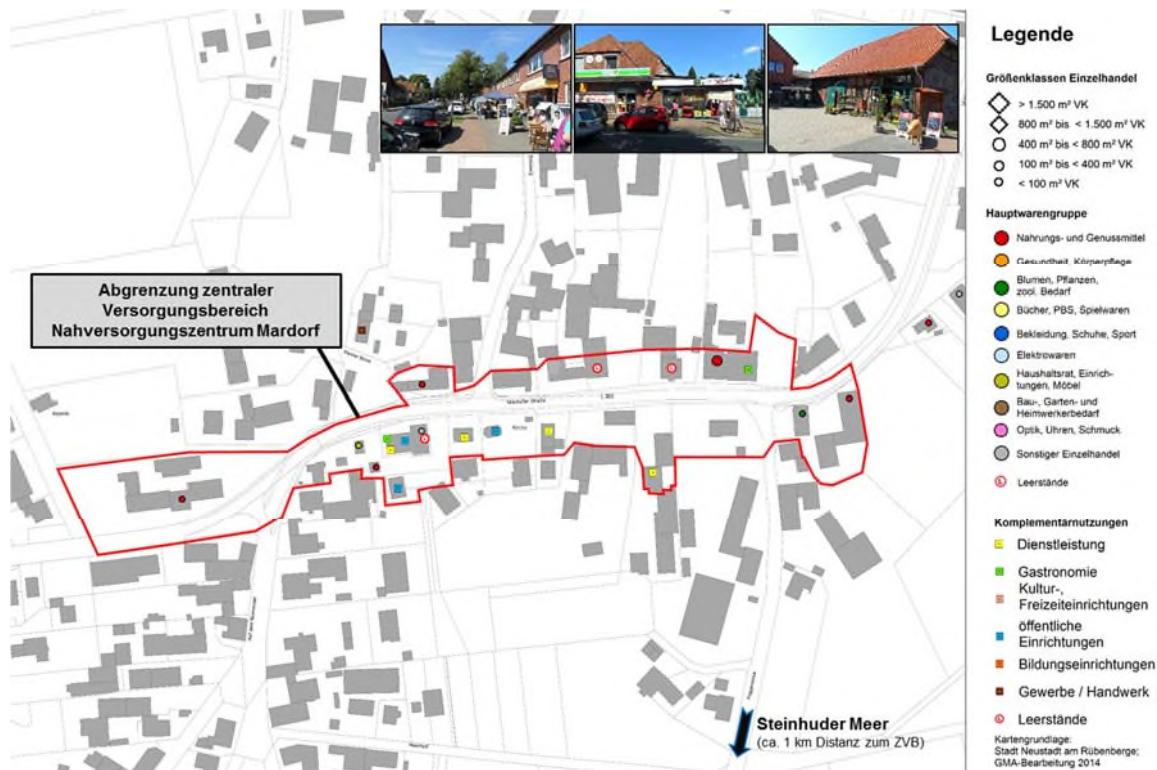 Legende
Größenklassen Einzelhandel
> 1.500 m² VK
800 m² bis < 1.500 m² VK
400 m² bis < 800 m² VK
100 m² bis < 400 m² VK
< 100 m² VK
Hauptwarengruppe
Nahrungs- und Genussmittel
Gesundheit, Körperpflege
Blumen, Pflanzen,
zool. Bedarf
Bücher, PBS, Spielwaren
Bekleidung, Schuhe, Sport
Elektrowaren
Haushaltsrat, Einrich-
tungen, Möbel
Bau-, Garten- und
Heimwerkerbedarf
Optik, Uhren, Schmuck
Sonstiger Einzelhandel
Leerstände
Komplementärnutzungen
Dienstleistung
Gastronomie
Kultur-,
Freizeiteinrichtungen
öffentliche
Einrichtungen
Bildungseinrichtungen
Gewerbe / Handwerk
Leerstände
Kartengrundlage:
Stadt Neustadt am Rübenberge;
GMA-Bearbeitung 2014
Abgrenzung zentraler
Versorgungsbereich
Nahversorgungszentrum Mardorf
Steinhuder Meer
(ca. 1 km Distanz zum ZVB)